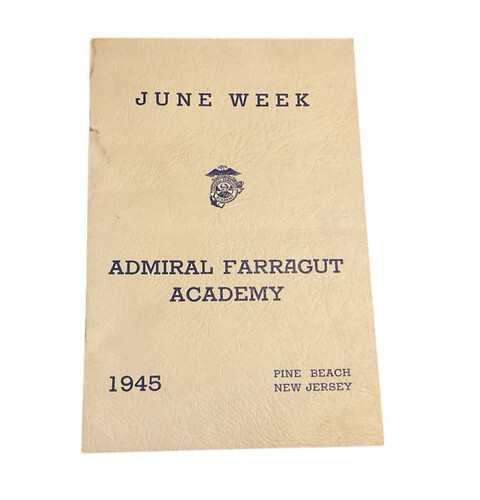 JUNE WEEK
ADMIRAL FARRAGUT
ACADEMY
1945
PINE BEACH
NEW JERSEY